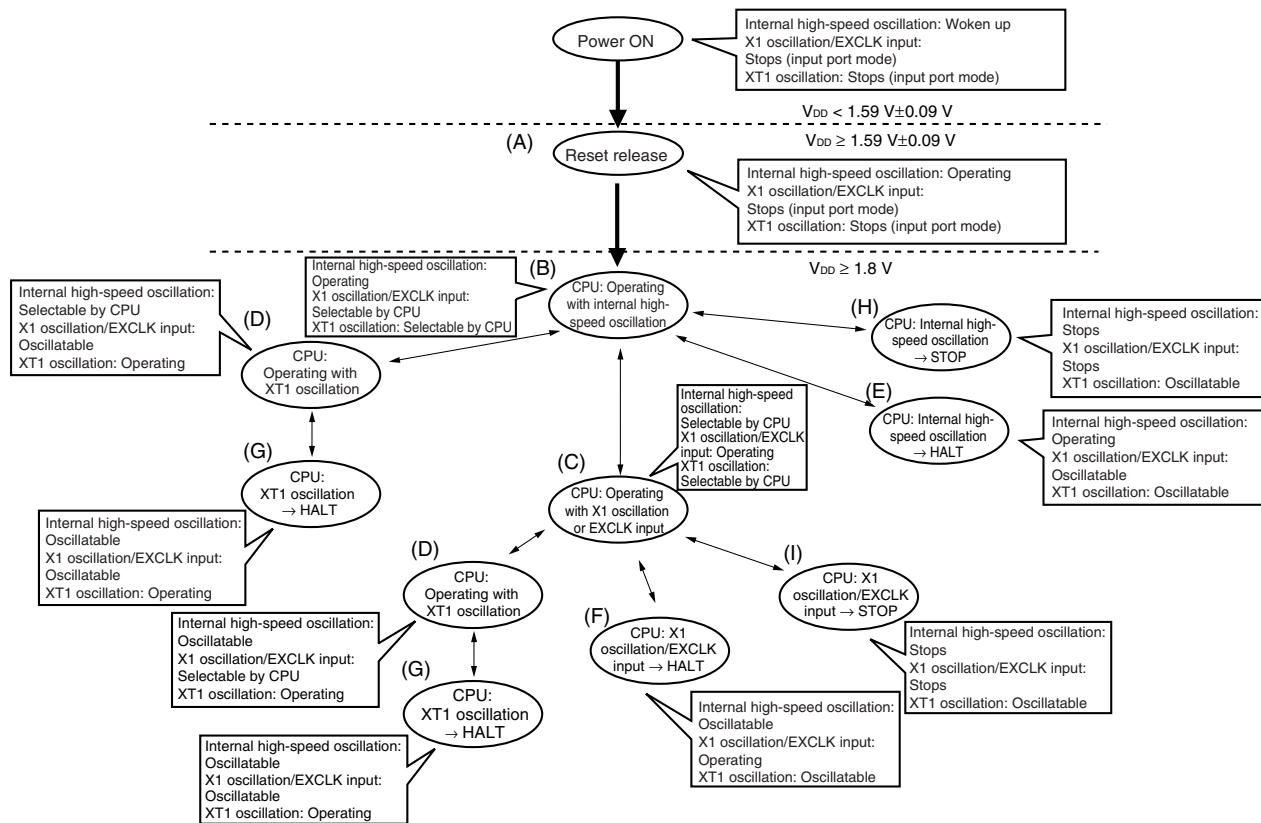 Power ON
Internal high-speed oscillation: Woken up
X1 oscillation/EXCLK input:
Stops (input port mode)
XT1 oscillation: Stops (input port mode)
VDD < 1.59 V±0.09 V
VDD ≥ 1.59 V±0.09 V
(A)
Reset release
Internal high-speed oscillation: Operating
X1 oscillation/EXCLK input:
Stops (input port mode)
XT1 oscillation: Stops (input port mode)
VDD ≥ 1.8 V
(B)
CPU: Operating
with internal high-
speed oscillation
Internal high-speed oscillation:
Operating
X1 oscillation/EXCLK input:
Selectable by CPU
XT1 oscillation: Selectable by CPU
Internal high-speed oscillation:
Selectable by CPU
X1 oscillation/EXCLK input:
Oscillatable
XT1 oscillation: Operating
(D)
CPU:
Operating with
XT1 oscillation
(H)
CPU: Internal high-
speed oscillation
→ STOP
Internal high-speed oscillation:
Stops
X1 oscillation/EXCLK input:
Stops
XT1 oscillation: Oscillatable
(E)
CPU: Internal high-
speed oscillation
→ HALT
Internal high-speed oscillation:
Operating
X1 oscillation/EXCLK input:
Oscillatable
XT1 oscillation: Oscillatable
(G)
CPU:
XT1 oscillation
→ HALT
Internal high-speed oscillation:
Oscillatable
X1 oscillation/EXCLK input:
Oscillatable
XT1 oscillation: Operating
Internal high-speed
oscillation:
Selectable by CPU
X1 oscillation/EXCLK
input: Operating
XT1 oscillation:
Selectable by CPU
(C)
CPU: Operating
with X1 oscillation
or EXCLK input
(D)
CPU:
Operating with
XT1 oscillation
Internal high-speed oscillation:
Oscillatable
X1 oscillation/EXCLK input:
Selectable by CPU
XT1 oscillation: Operating
(G)
CPU:
XT1 oscillation
→ HALT
Internal high-speed oscillation:
Oscillatable
X1 oscillation/EXCLK input:
Oscillatable
XT1 oscillation: Operating
(F)
CPU: X1
oscillation/EXCLK
input → HALT
Internal high-speed oscillation:
Oscillatable
X1 oscillation/EXCLK input:
Operating
XT1 oscillation: Oscillatable
(I)
CPU: X1
oscillation/EXCLK
input → STOP
Internal high-speed oscillation:
Stops
X1 oscillation/EXCLK input:
Stops
XT1 oscillation: Oscillatable